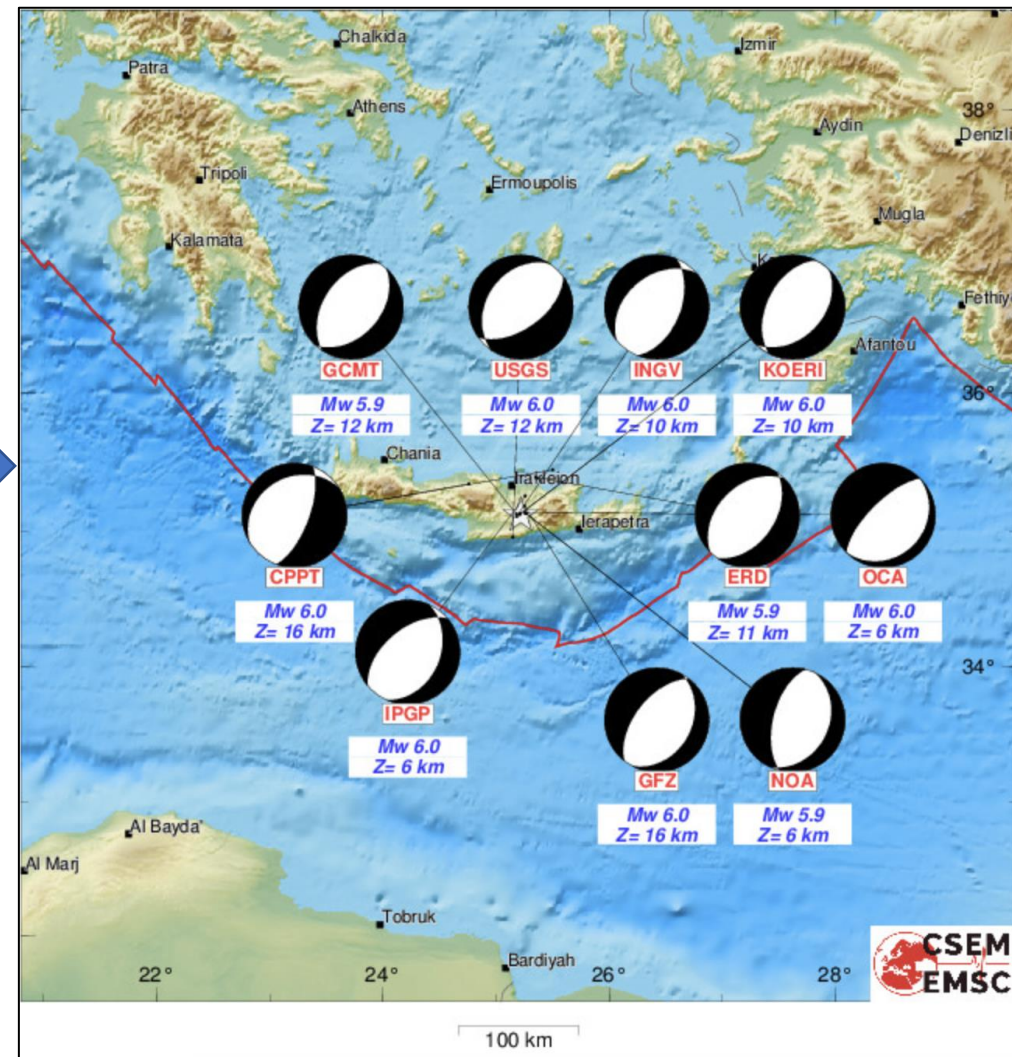 Chalkida
Izmir
Patra
Athens
38°
Aydin
Denizli
Tripoli
Ermoupolis
Mugla
Kalamata
Fethiy
Afantou
GCMT
USGS
INGV
KOERI
Mw 5.9
Z= 12 km
Mw 6.0
Z= 12 km
Mw 6.0
Z= 10 km
Mw 6.0
Z= 10 km
36°
Chania
Irakleion
Ierapetra
CPPT
ERD
OCA
Mw 6.0
Z= 16 km
Mw 5.9
Z= 11 km
Mw 6.0
Z= 6 km
34°
IPGP
Mw 6.0
Z= 6 km
GFZ
NOA
Mw 6.0
Z= 16 km
Mw 5.9
Z= 6 km
Al Bayda'
Al Marj
Tobruk
Bardiyah
22°
24°
26°
28°
CSEM
EMSC
100 km